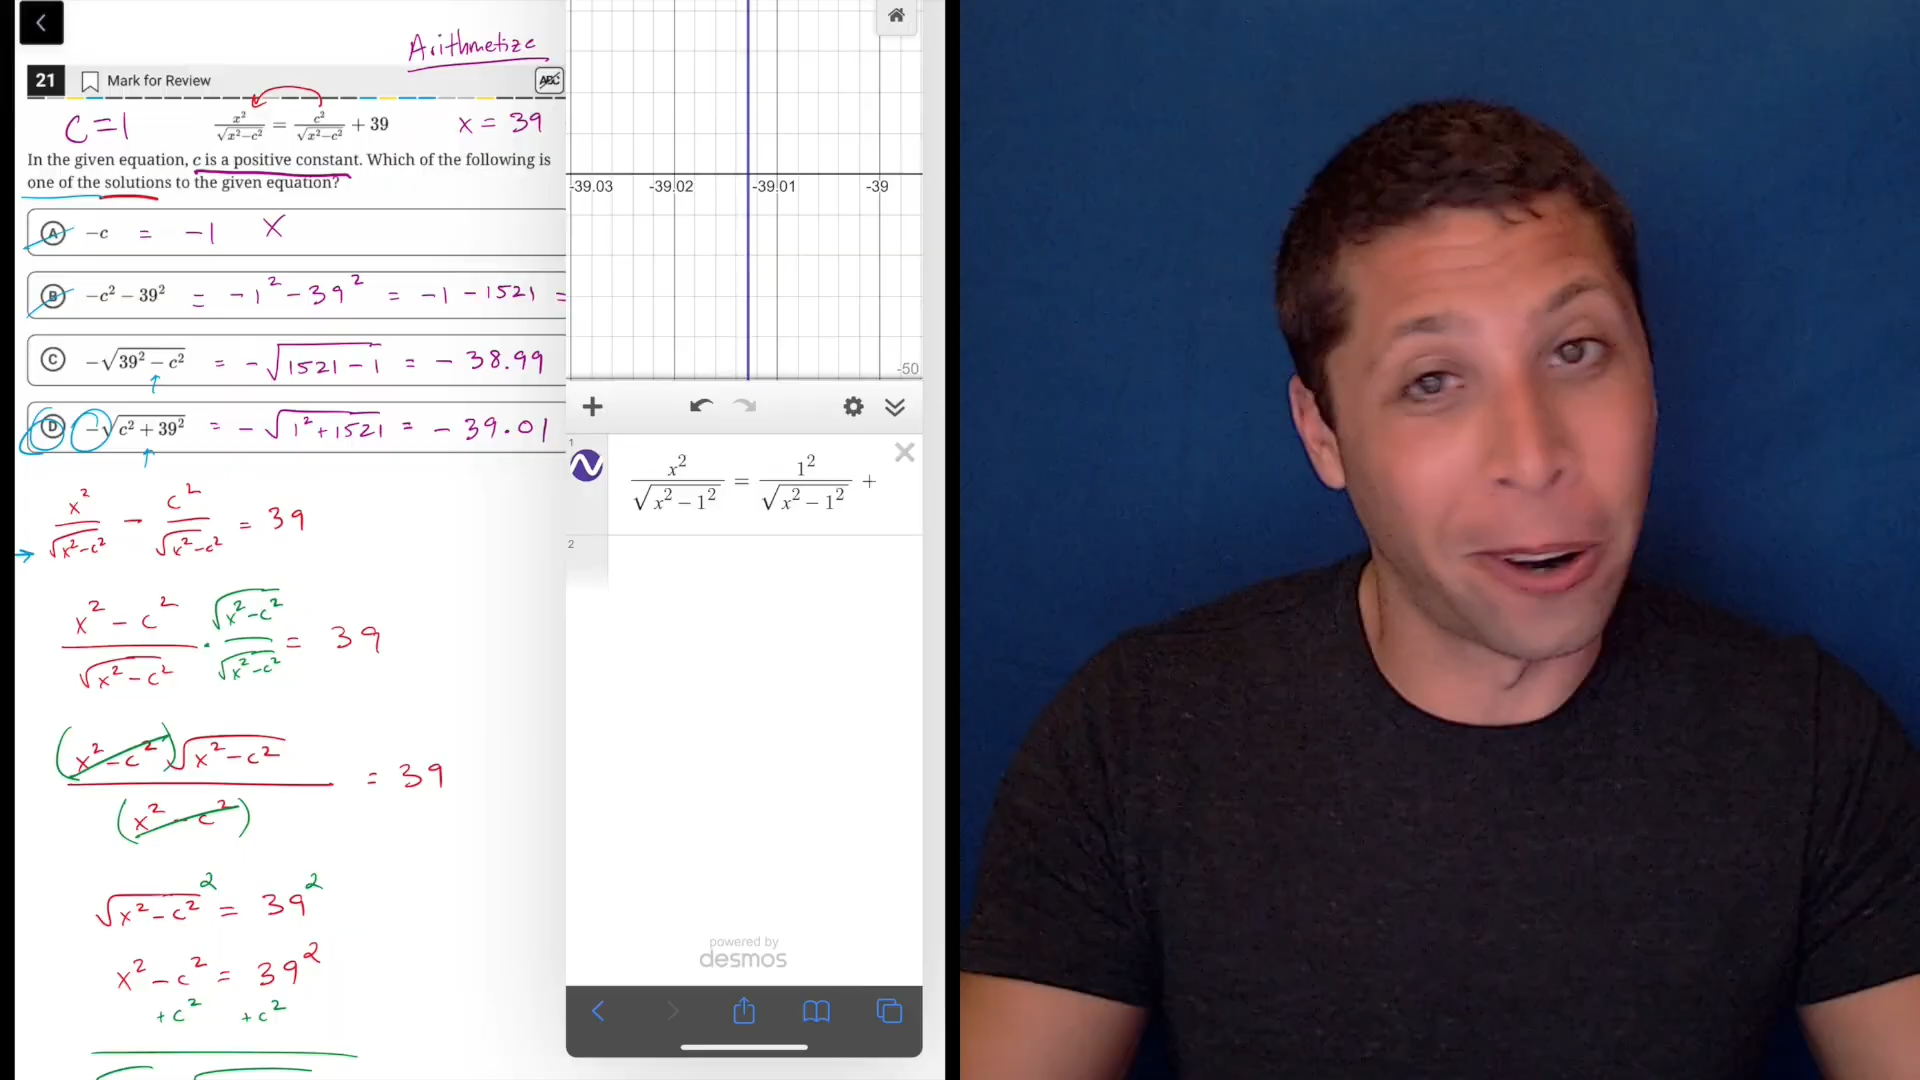 Arithmetize
21 Mark for Review ABC
C = 1 x²/√(x²−c²) = c²/√(x²−c²) + 39 x = 39
In the given equation, c is a positive constant. Which of the following is
one of the solutions to the given equation?
A −c = −1 X
B −c² − 39² = −1² − 39² = −1 − 1521 =
C −√(39² − c²) = −√(1521 − 1) = −38.99
D −√(c² + 39²) = −√(1² + 1521) = −39.01
x²/√(x²−c²) − c²/√(x²−c²) = 39
(x² − c²)/√(x²−c²) · √(x²−c²)/√(x²−c²) = 39
(x²−c²)√(x²−c²)/(x²−c²) = 39
√(x²−c²)² = 39²
x² − c² = 39²
+c² +c²
-39.03 -39.02 -39.01 -39
-50
1
x²/√(x² − 1²) = 1²/√(x² − 1²) +
2
powered by
desmos